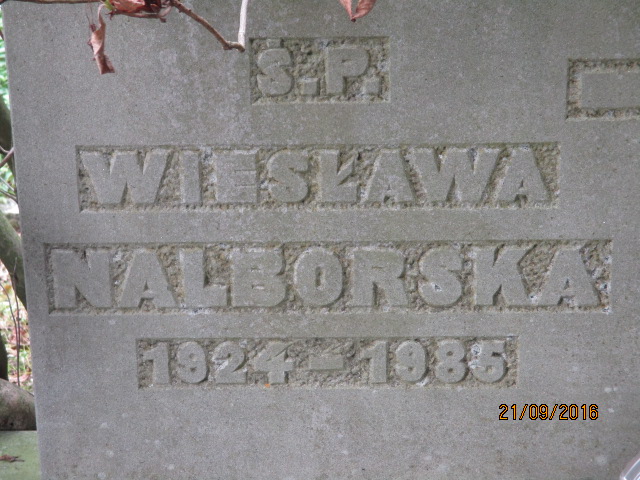 Ś.P.
WIESŁAWA
NALBORSKA
1924-1985
21/09/2016